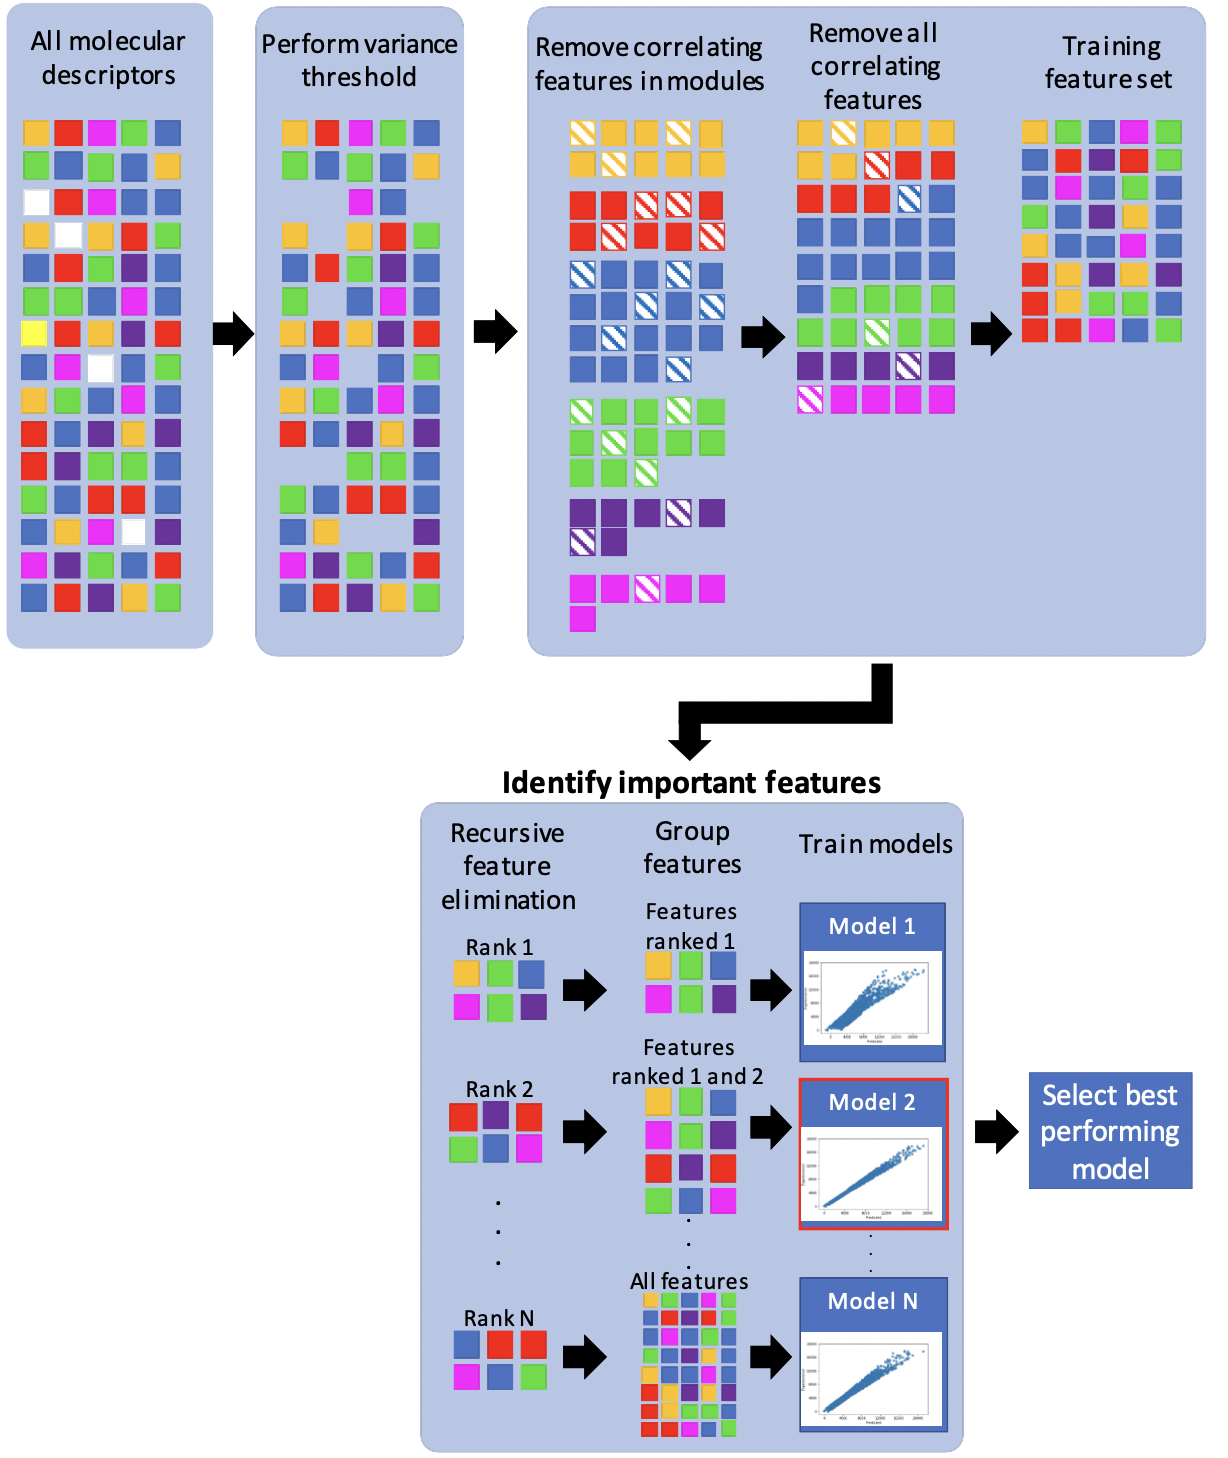 All molecular
descriptors
Perform variance
threshold
Remove correlating
features in modules
Remove all
correlating
features
Training
feature set
Identify important features
Recursive
feature
elimination
Group
features
Train models
Rank 1
Features
ranked 1
Model 1
Rank 2
Features
ranked 1 and 2
Model 2
Select best
performing
model
Rank N
All features
Model N